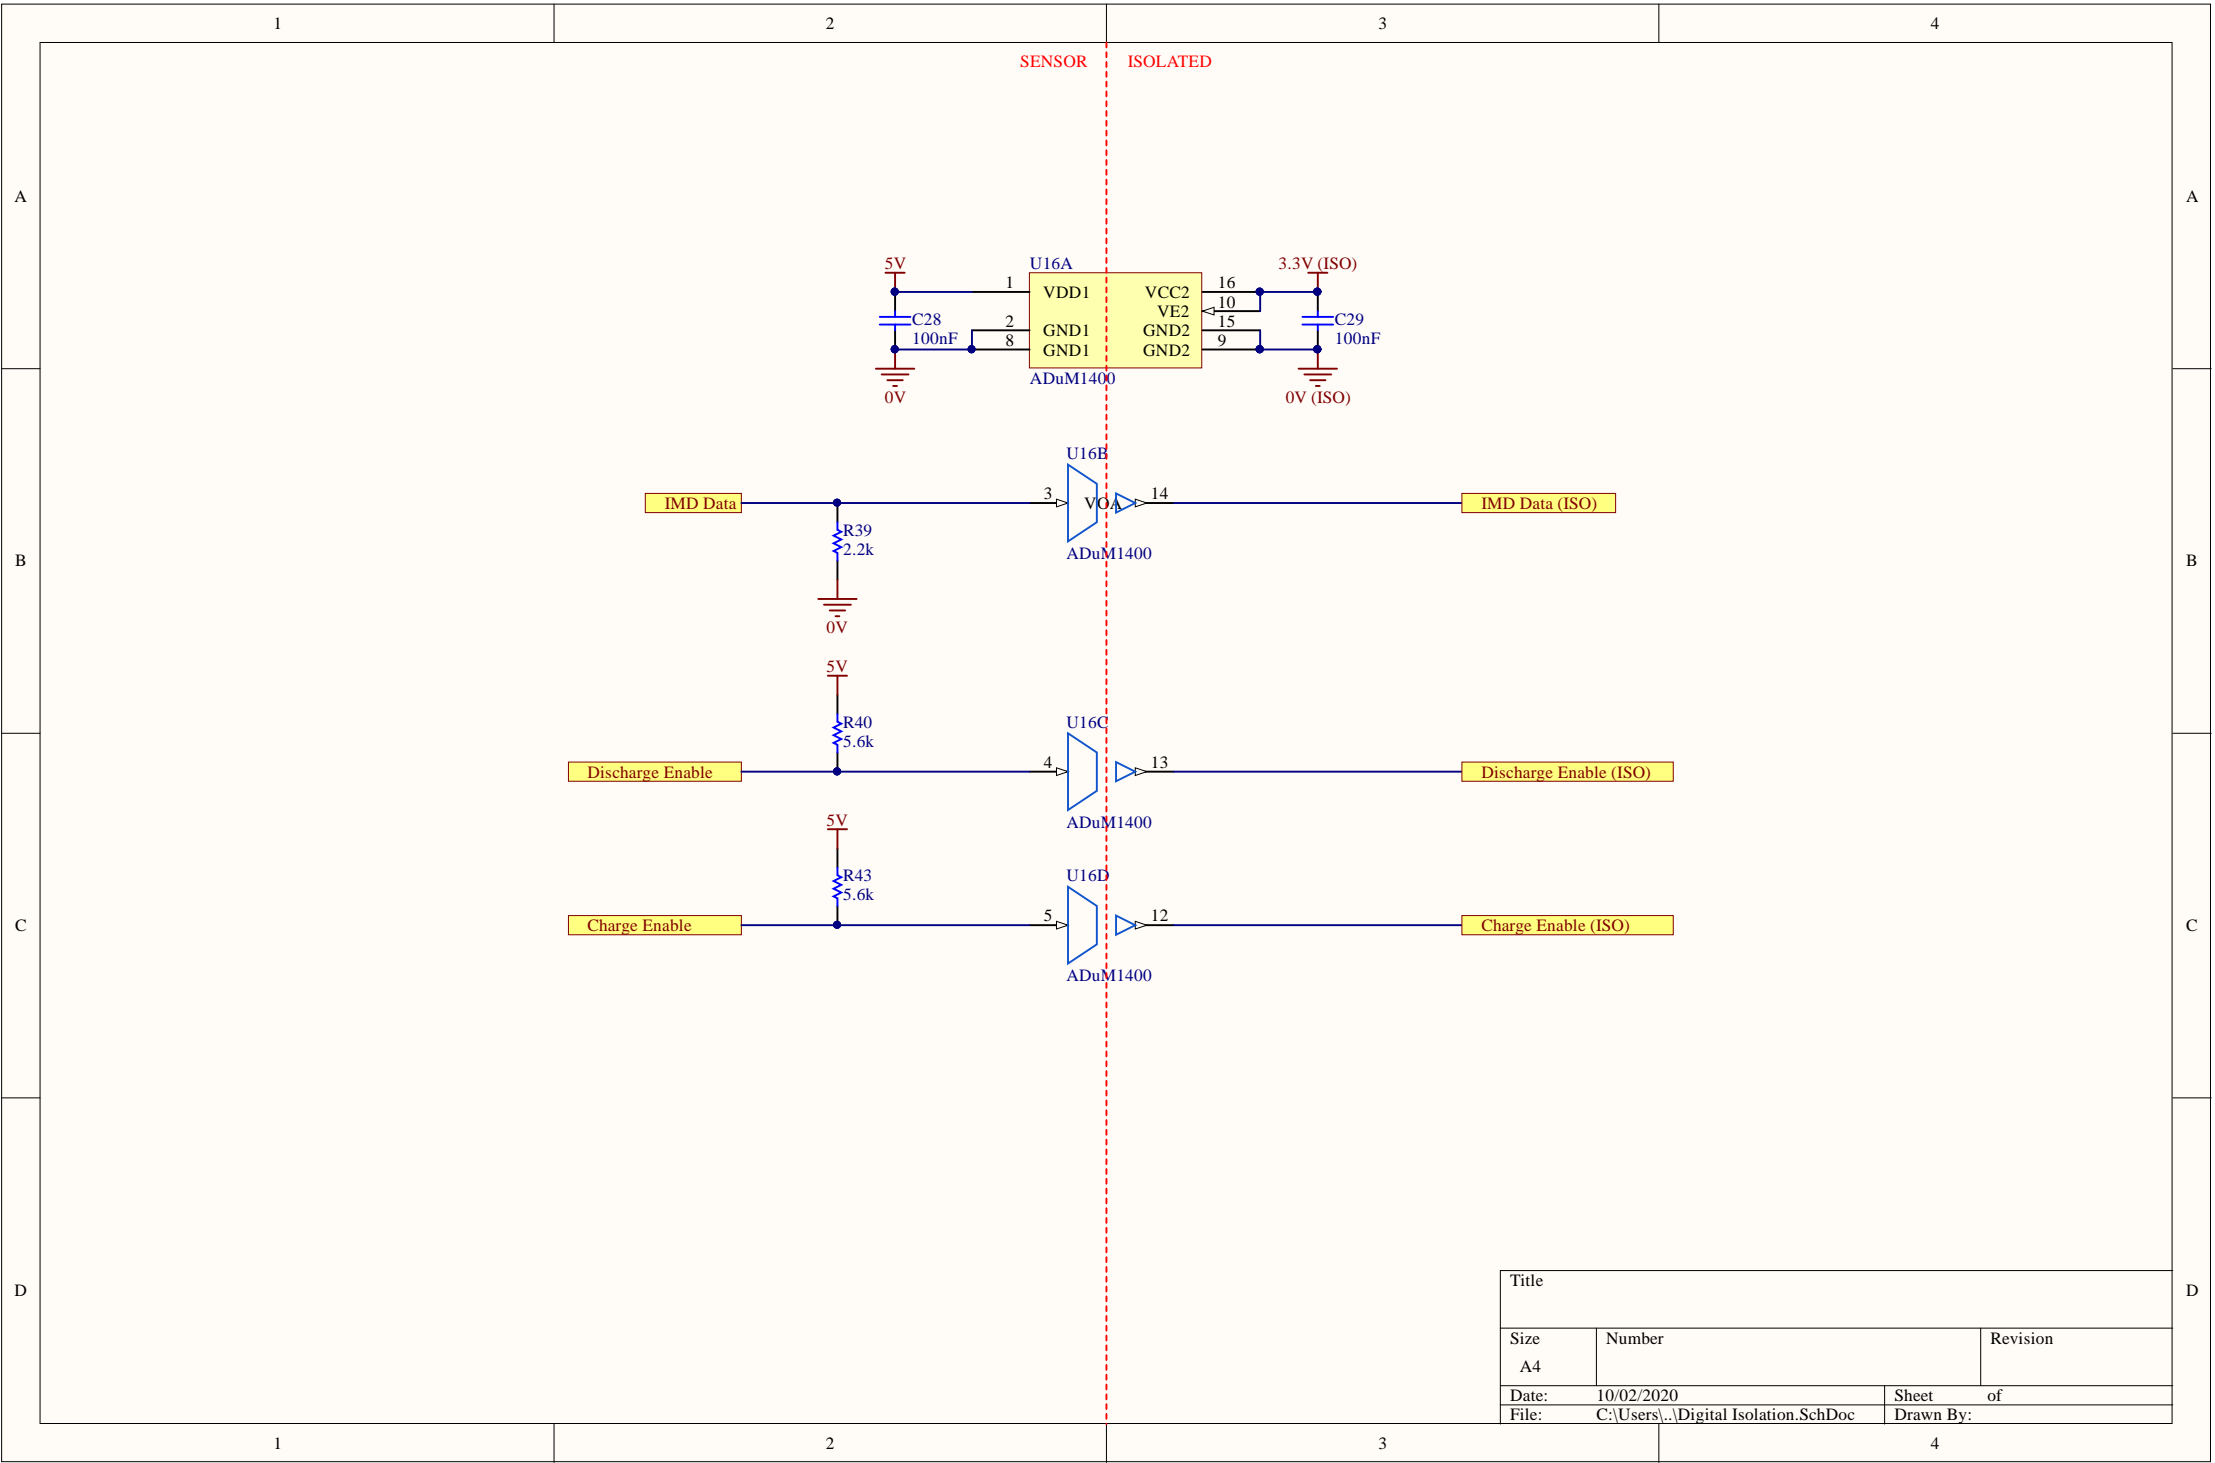 1 2 3 4
SENSOR ISOLATED
A A
5V U16A 3.3V (ISO)
1 VDD1 VCC2 16
VE2 10
C28 2 GND1 GND2 15 C29
100nF 8 GND1 GND2 9 100nF
ADuM1400
0V 0V (ISO)
U16B
IMD Data 3 VOA 14 IMD Data (ISO)
R39
2.2k
ADuM1400
B B
0V
5V
R40 U16C
5.6k
Discharge Enable 4 13 Discharge Enable (ISO)
5V ADuM1400
R43 U16D
5.6k
C Charge Enable 5 12 Charge Enable (ISO) C
ADuM1400
D D
Title
Size Number Revision
A4
Date: 10/02/2020 Sheet of
File: C:\Users\..\Digital Isolation.SchDoc Drawn By:
1 2 3 4